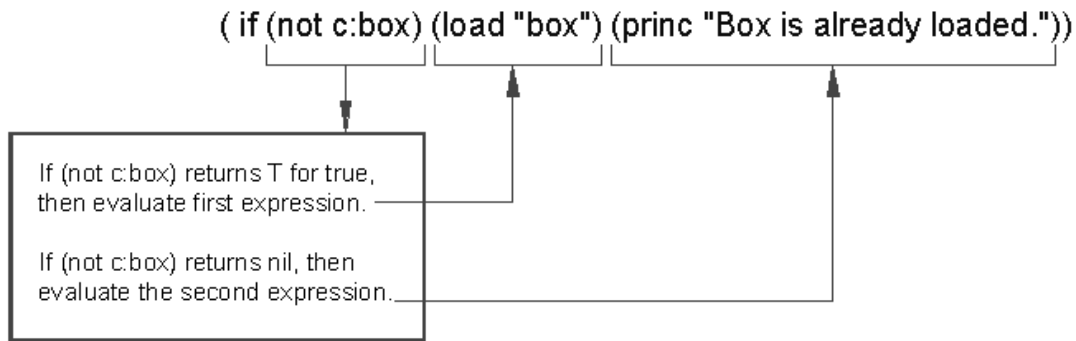 ( if (not c:box) (load "box") (princ "Box is already loaded."))
If (not c:box) returns T for true,
then evaluate first expression.
If (not c:box) returns nil, then
evaluate the second expression.